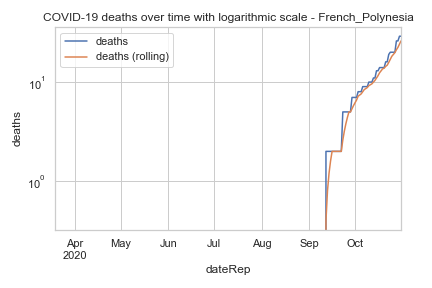 COVID-19 deaths over time with logarithmic scale - French_Polynesia
deaths
deaths (rolling)
10¹
10⁰
deaths
Apr
2020
May
Jun
Jul
Aug
Sep
Oct
dateRep